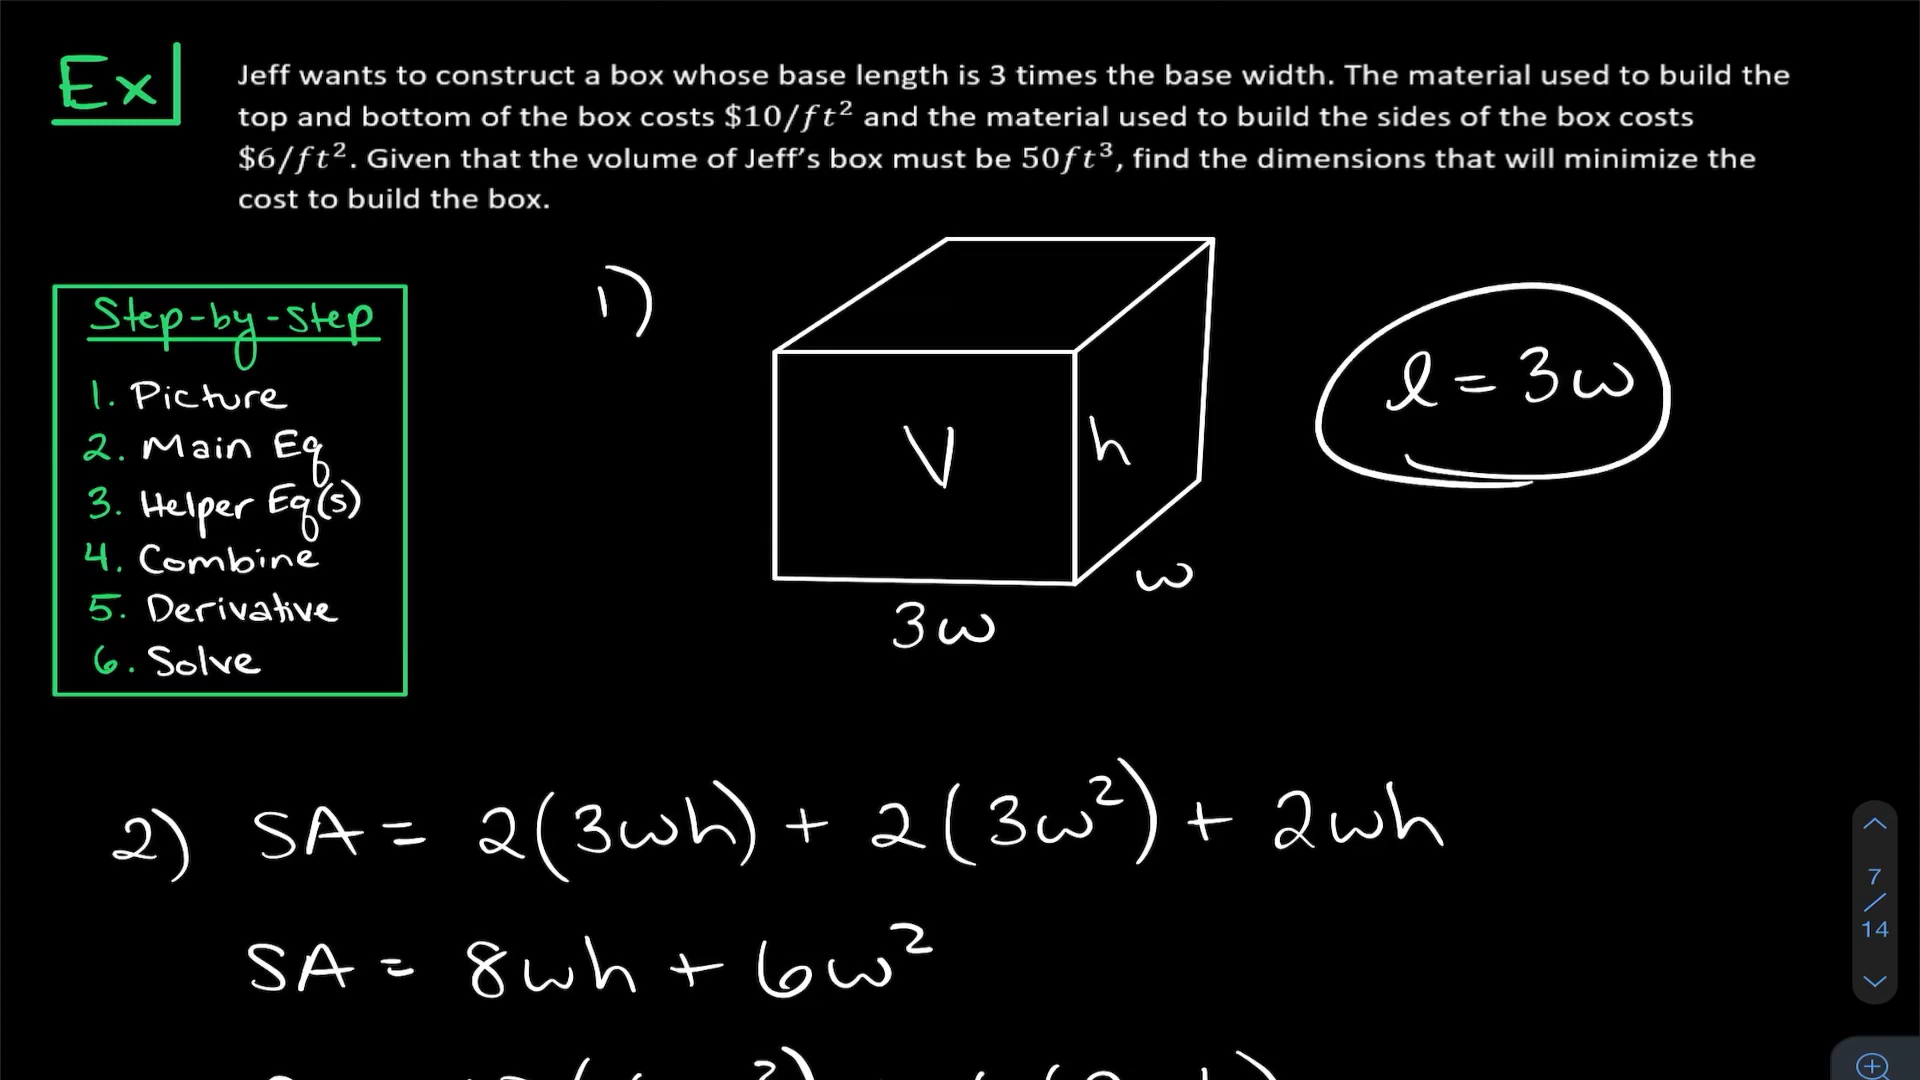 Ex
Jeff wants to construct a box whose base length is 3 times the base width. The material used to build the
top and bottom of the box costs $10/ft² and the material used to build the sides of the box costs
$6/ft². Given that the volume of Jeff’s box must be 50ft³, find the dimensions that will minimize the
cost to build the box.
Step-by-step
1. Picture
2. Main Eq
3. Helper Eq(s)
4. Combine
5. Derivative
6. Solve
1)
V
h
w
3w
l = 3w
2) SA = 2(3wh) + 2(3w²) + 2wh
SA = 8wh + 6w²
7
/
14